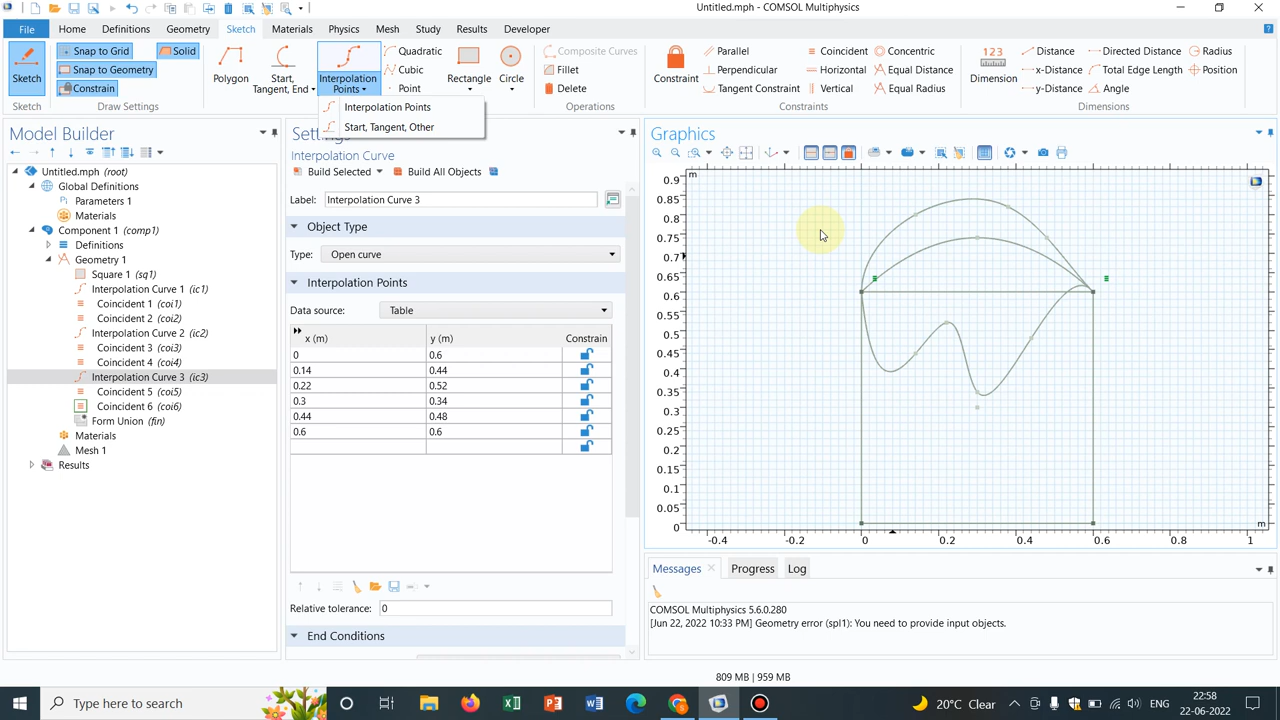 Untitled.mph - COMSOL Multiphysics
File Home Definitions Geometry Sketch Materials Physics Mesh Study Results Developer
Sketch
Sketch
Snap to Grid Solid
Snap to Geometry
Constrain
Draw Settings
Polygon
Start, Tangent, End
Interpolation Points
Quadratic
Cubic
Point
Rectangle
Circle
Interpolation Points
Start, Tangent, Other
Composite Curves
Fillet
Delete
Operations
Constraint
Parallel Coincident Concentric
Perpendicular Horizontal Equal Distance
Tangent Constraint Vertical Equal Radius
Constraints
123
Dimension
Distance Directed Distance Radius
x-Distance Total Edge Length Position
y-Distance Angle
Dimensions
Model Builder
Untitled.mph (root)
Global Definitions
Parameters 1
Materials
Component 1 (comp1)
Definitions
Geometry 1
Square 1 (sq1)
Interpolation Curve 1 (ic1)
Coincident 1 (coi1)
Coincident 2 (coi2)
Interpolation Curve 2 (ic2)
Coincident 3 (coi3)
Coincident 4 (coi4)
Interpolation Curve 3 (ic3)
Coincident 5 (coi5)
Coincident 6 (coi6)
Form Union (fin)
Materials
Mesh 1
Results
Interpolation Curve
Build Selected Build All Objects
Label: Interpolation Curve 3
Object Type
Type: Open curve
Interpolation Points
Data source: Table
x (m) y (m) Constrain
0 0.6
0.14 0.44
0.22 0.52
0.3 0.34
0.44 0.48
0.6 0.6
Relative tolerance: 0
End Conditions
Graphics
m
0.9
0.85
0.8
0.75
0.7
0.65
0.6
0.55
0.5
0.45
0.4
0.35
0.3
0.25
0.2
0.15
0.1
0.05
0
m
-0.4 -0.2 0 0.2 0.4 0.6 0.8 1
Messages Progress Log
COMSOL Multiphysics 5.6.0.280
[Jun 22, 2022 10:33 PM] Geometry error (spl1): You need to provide input objects.
809 MB | 959 MB
Type here to search
20°C Clear
ENG
22:58
22-06-2022